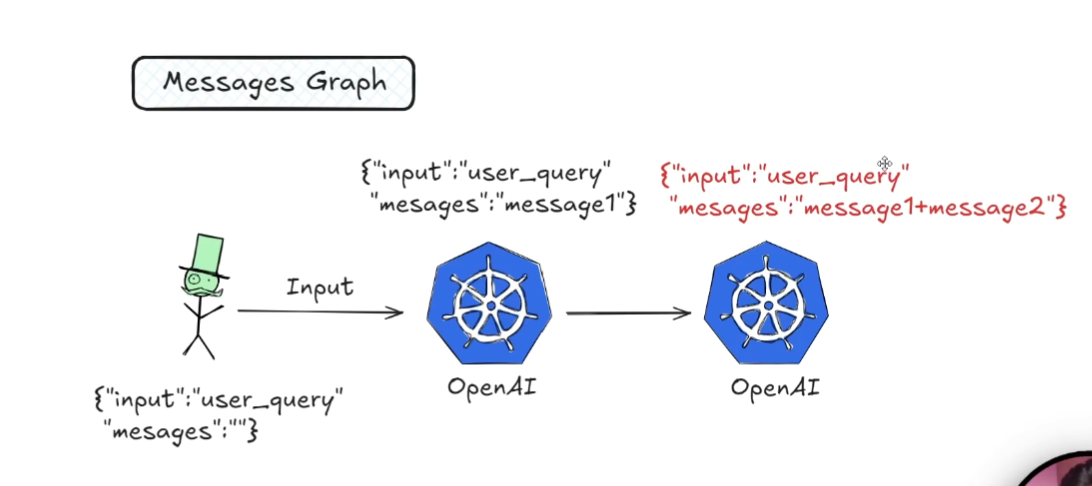 Messages Graph
{"input":"user_query"
"mesages":"message1"}
{"input":"user_query"
"mesages":"message1+message2"}
Input
OpenAI
OpenAI
{"input":"user_query"
"mesages":""}